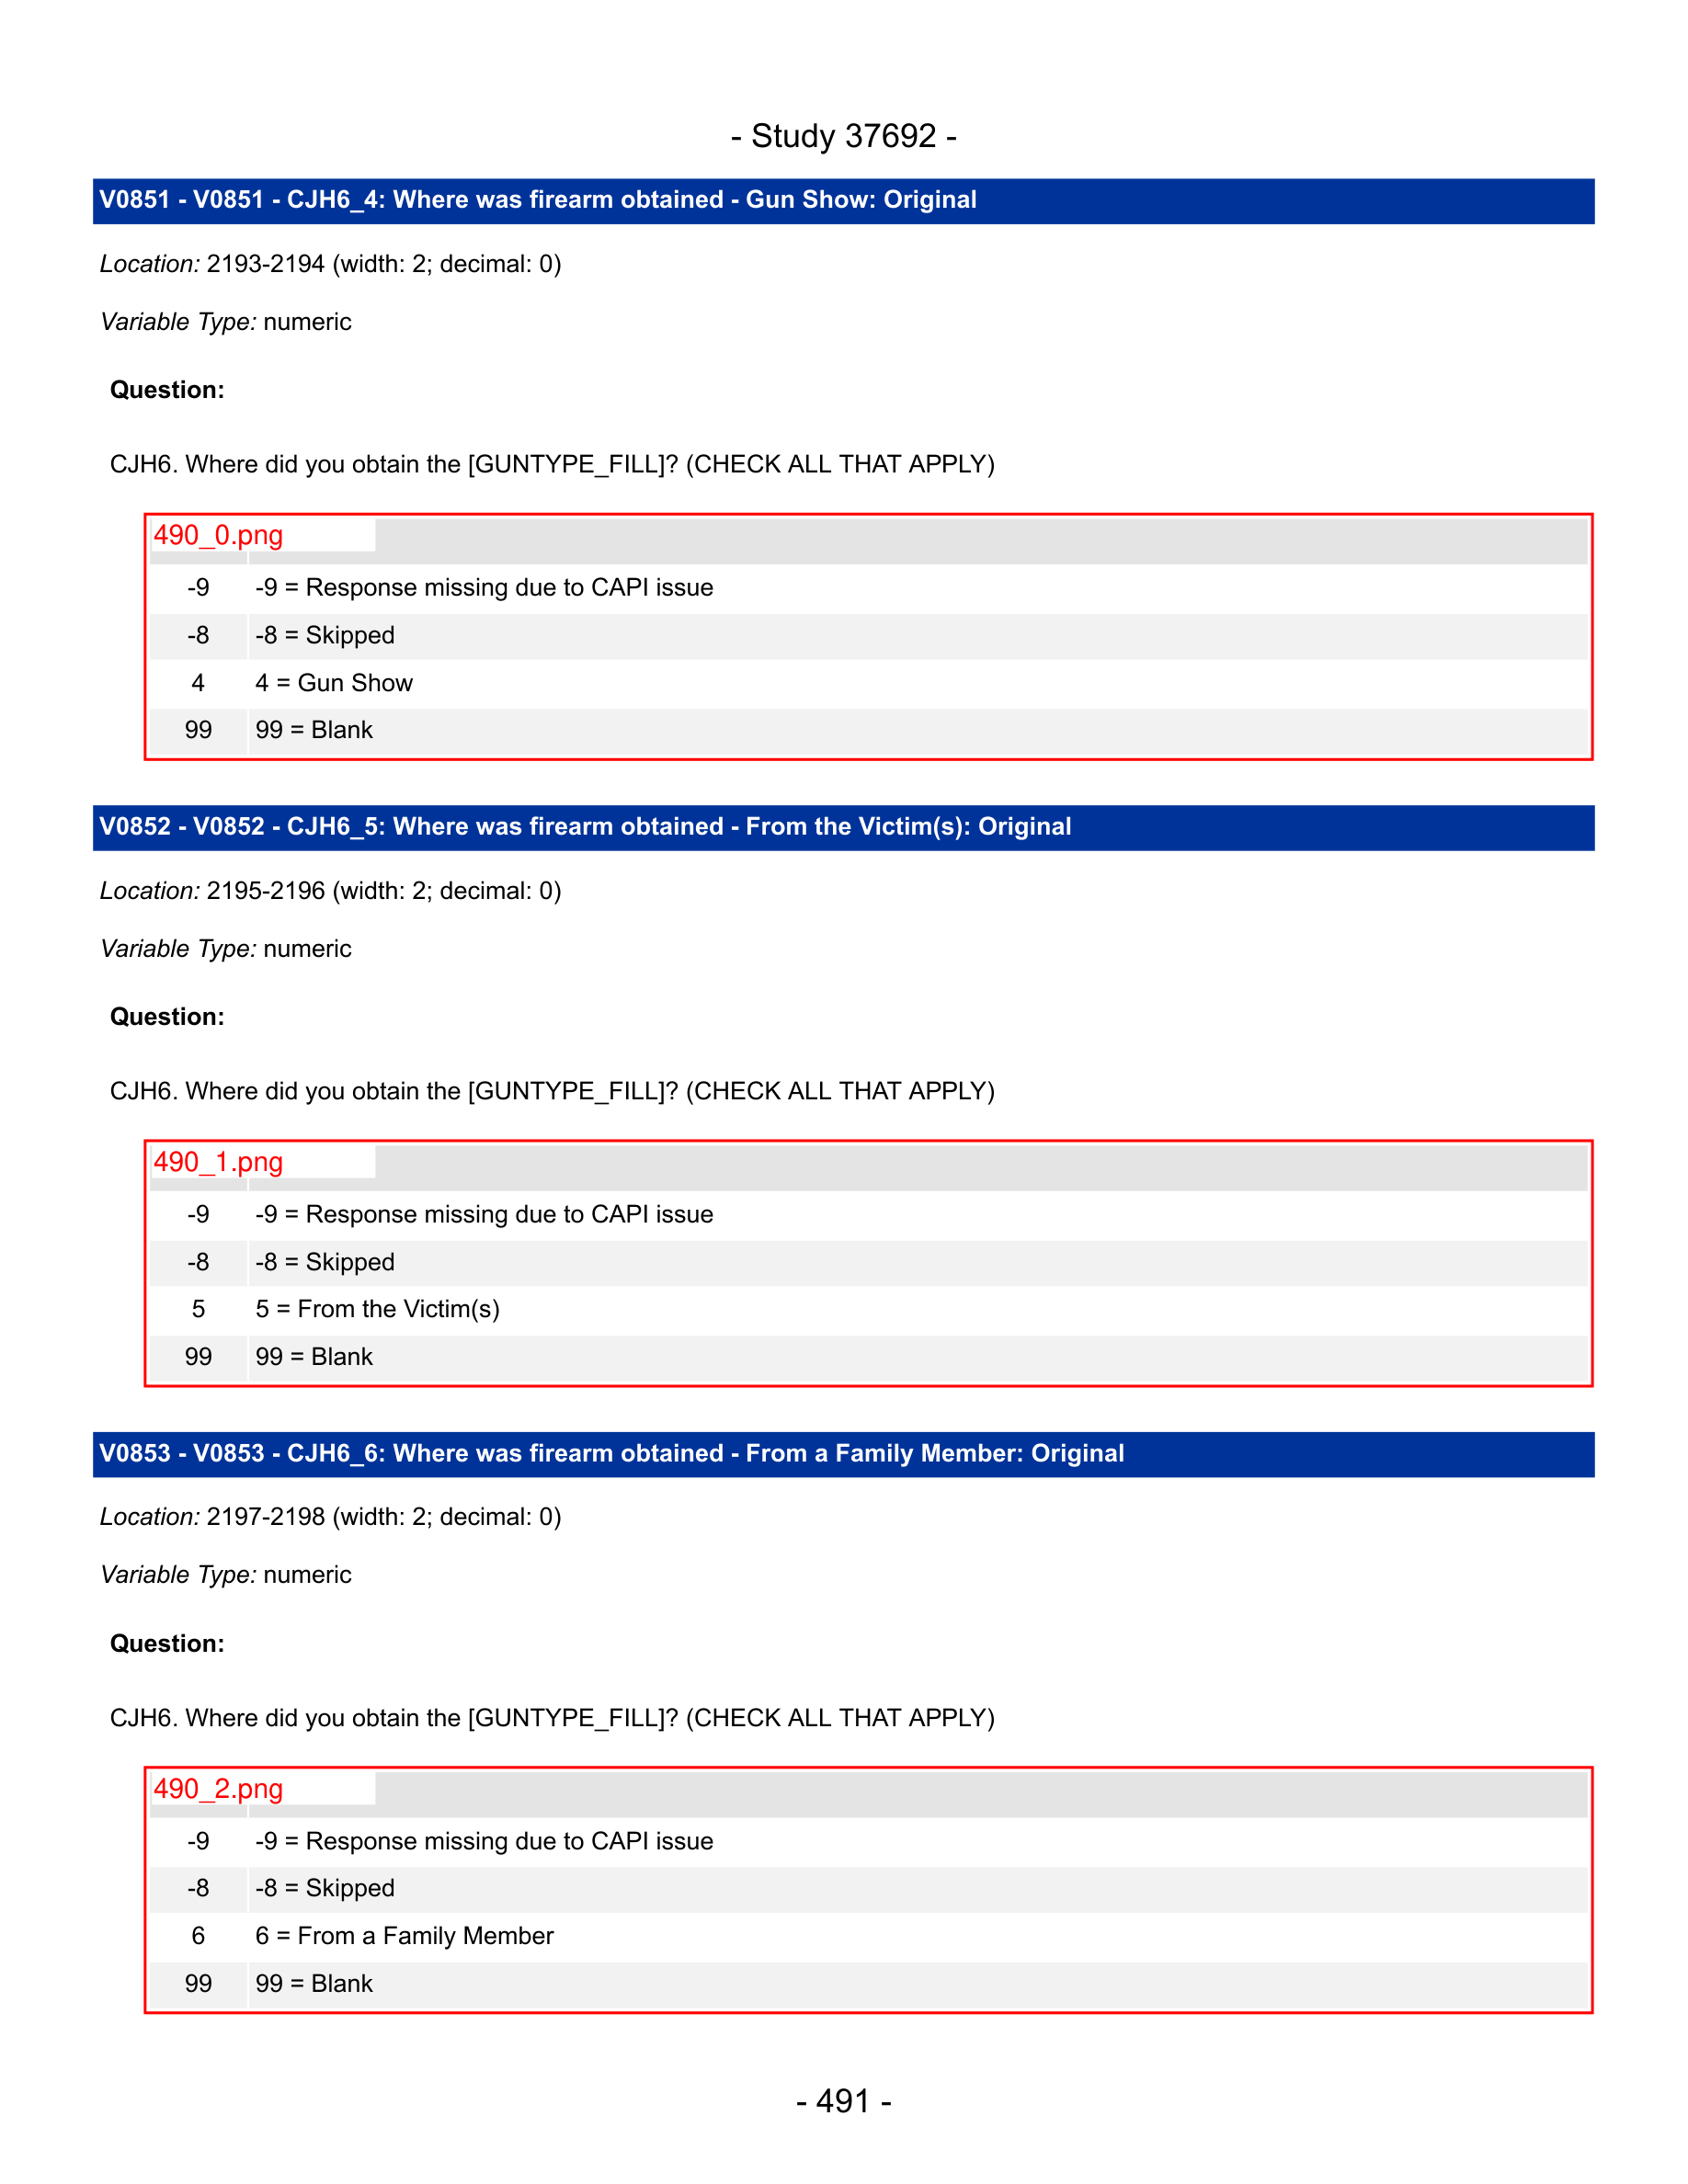 - Study 37692 -
V0851 - V0851 - CJH6_4: Where was firearm obtained - Gun Show: Original
Location: 2193-2194 (width: 2; decimal: 0)
Variable Type: numeric
Question:
CJH6. Where did you obtain the [GUNTYPE_FILL]? (CHECK ALL THAT APPLY)
490_0.png
-9 -9 = Response missing due to CAPI issue
-8 -8 = Skipped
4 4 = Gun Show
99 99 = Blank
V0852 - V0852 - CJH6_5: Where was firearm obtained - From the Victim(s): Original
Location: 2195-2196 (width: 2; decimal: 0)
Variable Type: numeric
Question:
CJH6. Where did you obtain the [GUNTYPE_FILL]? (CHECK ALL THAT APPLY)
490_1.png
-9 -9 = Response missing due to CAPI issue
-8 -8 = Skipped
5 5 = From the Victim(s)
99 99 = Blank
V0853 - V0853 - CJH6_6: Where was firearm obtained - From a Family Member: Original
Location: 2197-2198 (width: 2; decimal: 0)
Variable Type: numeric
Question:
CJH6. Where did you obtain the [GUNTYPE_FILL]? (CHECK ALL THAT APPLY)
490_2.png
-9 -9 = Response missing due to CAPI issue
-8 -8 = Skipped
6 6 = From a Family Member
99 99 = Blank
- 491 -